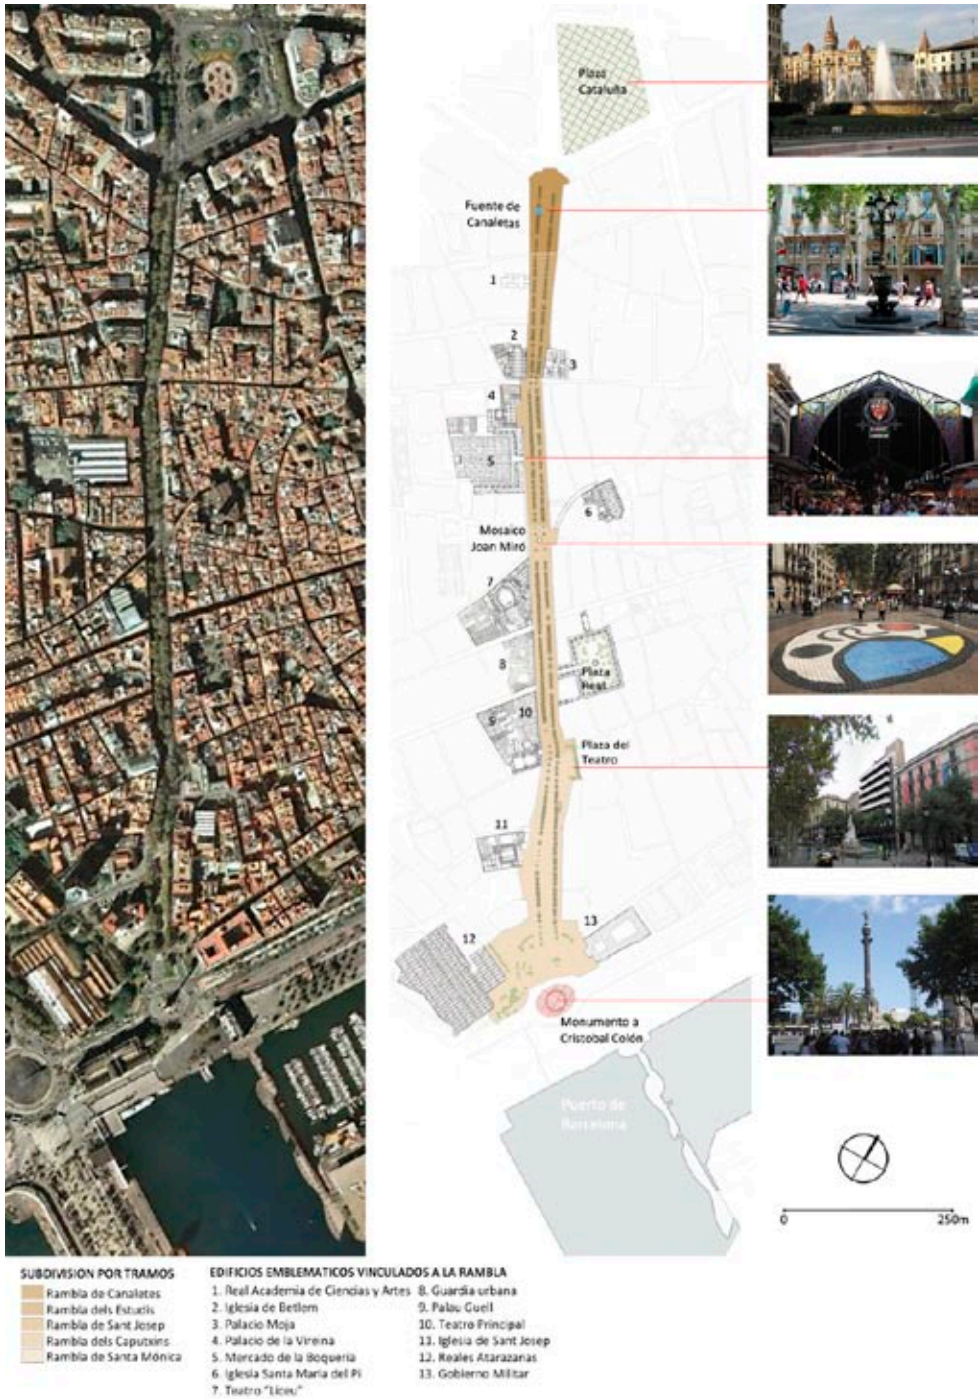 Plaza
Cataluña
Fuente de
Canaletas
1
2
3
4
5
6
Mosaico
Joan Miró
7
8
Plaza
Real
9
10
Plaza del
Teatro
11
12
13
Monumento a
Cristobal Colón
Puerto de
Barcelona
0
250m
SUBDIVISION POR TRAMOS
Rambla de Canaletes
Rambla dels Estudis
Rambla de Sant Josep
Rambla dels Caputxins
Rambla de Santa Mònica
EDIFICIOS EMBLEMATICOS VINCULADOS A LA RAMBLA
1. Real Academia de Ciencias y Artes
2. Iglesia de Betlem
3. Palacio Moja
4. Palacio de la Vireina
5. Mercado de la Boqueria
6. Iglesia Santa Maria del Pi
7. Teatro "Liceu"
8. Guardia urbana
9. Palau Guell
10. Teatro Principal
11. Iglesia de Sant Josep
12. Reales Atarazanas
13. Gobierno Militar